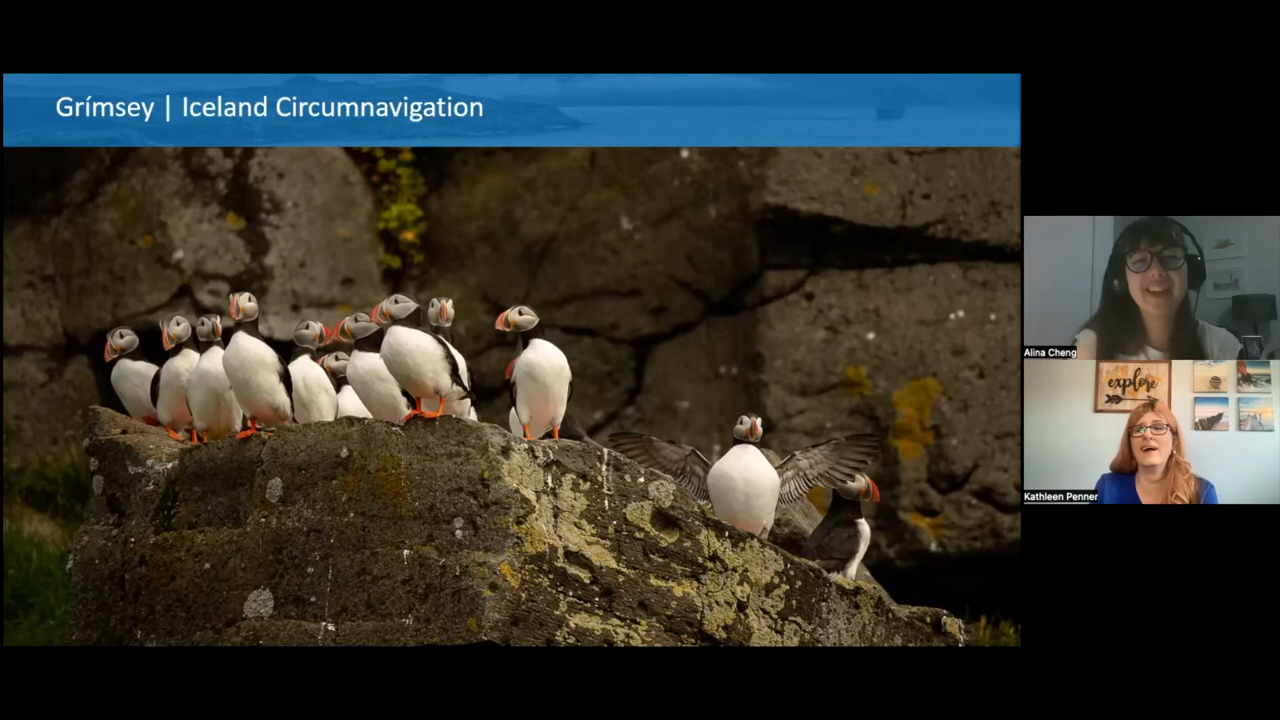 Grímsey | Iceland Circumnavigation
Alina Cheng
explore
Kathleen Penner